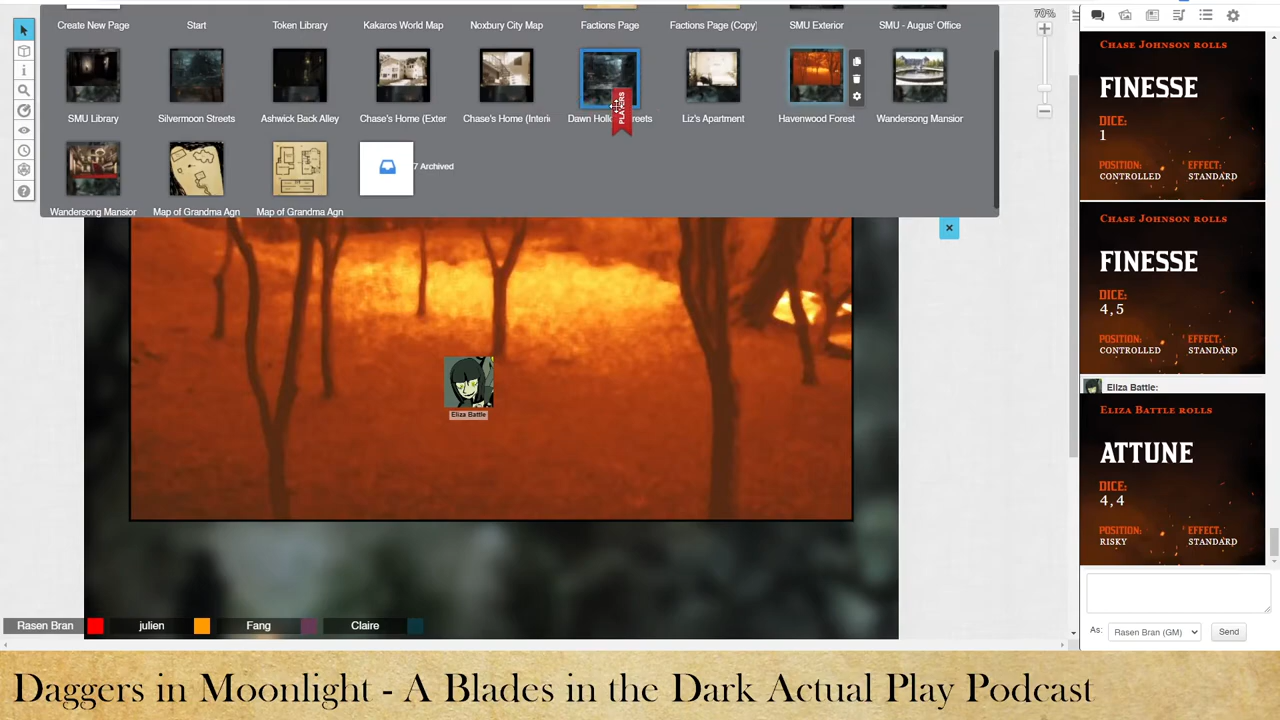 Create New Page
Start
Token Library
Kakaros World Map
Noxbury City Map
Factions Page
Factions Page (Copy)
SMU Exterior
SMU - Augus' Office
70%
SMU Library
Silvermoon Streets
Ashwick Back Alley
Chase's Home (Exter
Chase's Home (Interi
Dawn Holl
reets
PLAYERS
Liz's Apartment
Havenwood Forest
Wandersong Mansior
7 Archived
Wandersong Mansior
Map of Grandma Agn
Map of Grandma Agn
Eliza Battle
CHASE JOHNSON ROLLS
FINESSE
DICE:
1
POSITION: EFFECT:
CONTROLLED STANDARD
CHASE JOHNSON ROLLS
FINESSE
DICE:
4, 5
POSITION: EFFECT:
CONTROLLED STANDARD
Eliza Battle:
ELIZA BATTLE ROLLS
ATTUNE
DICE:
4, 4
POSITION: EFFECT:
RISKY STANDARD
As: Rasen Bran (GM) Send
Rasen Bran julien Fang Claire
Daggers in Moonlight - A Blades in the Dark Actual Play Podcast